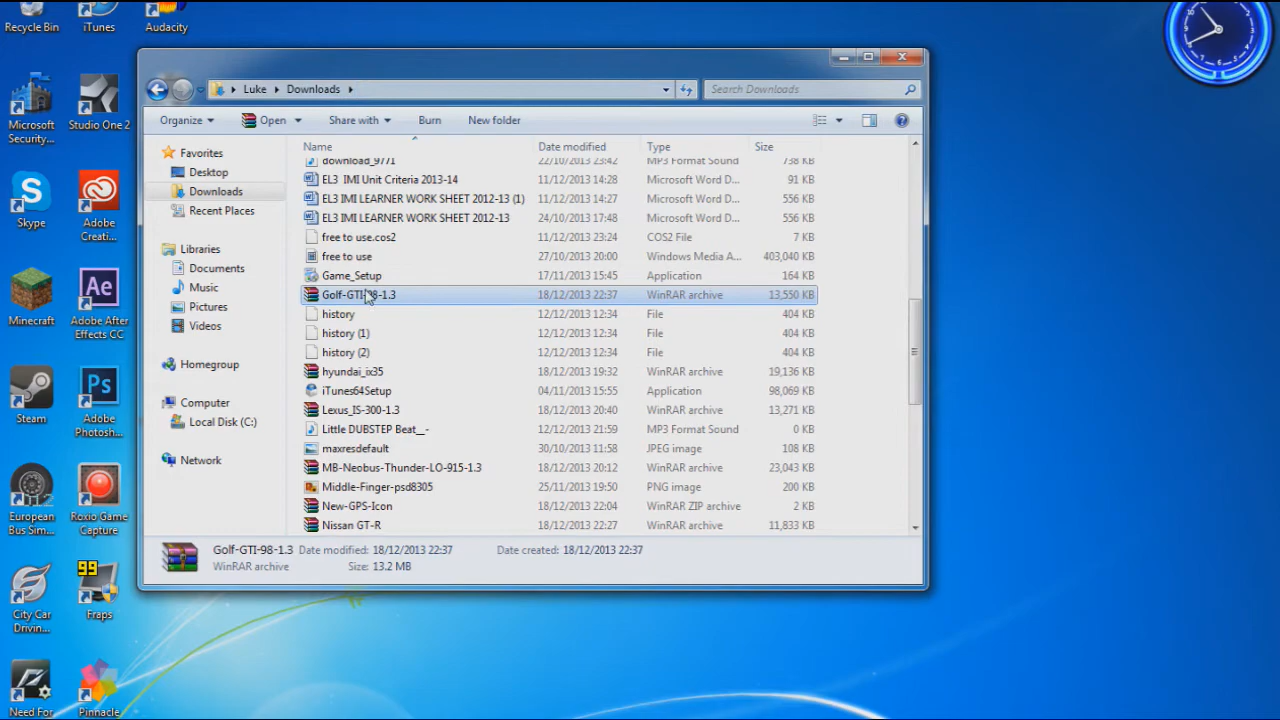 Recycle Bin
iTunes
Audacity
Microsoft Security...
Studio One 2
Skype
Adobe Creati...
Minecraft
Adobe After Effects CC
Steam
Adobe Photosh...
European Bus Sim...
Roxio Game Capture
City Car Drivin...
99
Fraps
Need For
Pinnacle
Luke
Downloads
Search Downloads
Organize
Open
Share with
Burn
New folder
Favorites
Desktop
Downloads
Recent Places
Libraries
Documents
Music
Pictures
Videos
Homegroup
Computer
Local Disk (C:)
Network
Name Date modified Type Size
download_9771 22/10/2013 23:42 MP3 Format Sound 738 KB
EL3 IMI Unit Criteria 2013-14 11/12/2013 14:28 Microsoft Word D... 91 KB
EL3 IMI LEARNER WORK SHEET 2012-13 (1) 11/12/2013 14:27 Microsoft Word D... 556 KB
EL3 IMI LEARNER WORK SHEET 2012-13 24/10/2013 17:48 Microsoft Word D... 556 KB
free to use.cos2 11/12/2013 23:24 COS2 File 7 KB
free to use 27/10/2013 20:00 Windows Media A... 403,040 KB
Game_Setup 17/11/2013 15:45 Application 164 KB
Golf-GTI-98-1.3 18/12/2013 22:37 WinRAR archive 13,550 KB
history 12/12/2013 12:34 File 404 KB
history (1) 12/12/2013 12:34 File 404 KB
history (2) 12/12/2013 12:34 File 404 KB
hyundai_ix35 18/12/2013 19:32 WinRAR archive 19,136 KB
iTunes64Setup 04/11/2013 15:55 Application 98,069 KB
Lexus_IS-300-1.3 18/12/2013 20:40 WinRAR archive 13,271 KB
Little DUBSTEP Beat__- 12/12/2013 21:59 MP3 Format Sound 0 KB
maxresdefault 30/10/2013 11:58 JPEG image 108 KB
MB-Neobus-Thunder-LO-915-1.3 18/12/2013 20:12 WinRAR archive 23,043 KB
Middle-Finger-psd8305 25/11/2013 19:50 PNG image 200 KB
New-GPS-Icon 18/12/2013 22:04 WinRAR ZIP archive 2 KB
Nissan GT-R 18/12/2013 22:27 WinRAR archive 11,833 KB
Golf-GTI-98-1.3 Date modified: 18/12/2013 22:37 Date created: 18/12/2013 22:37
WinRAR archive Size: 13.2 MB